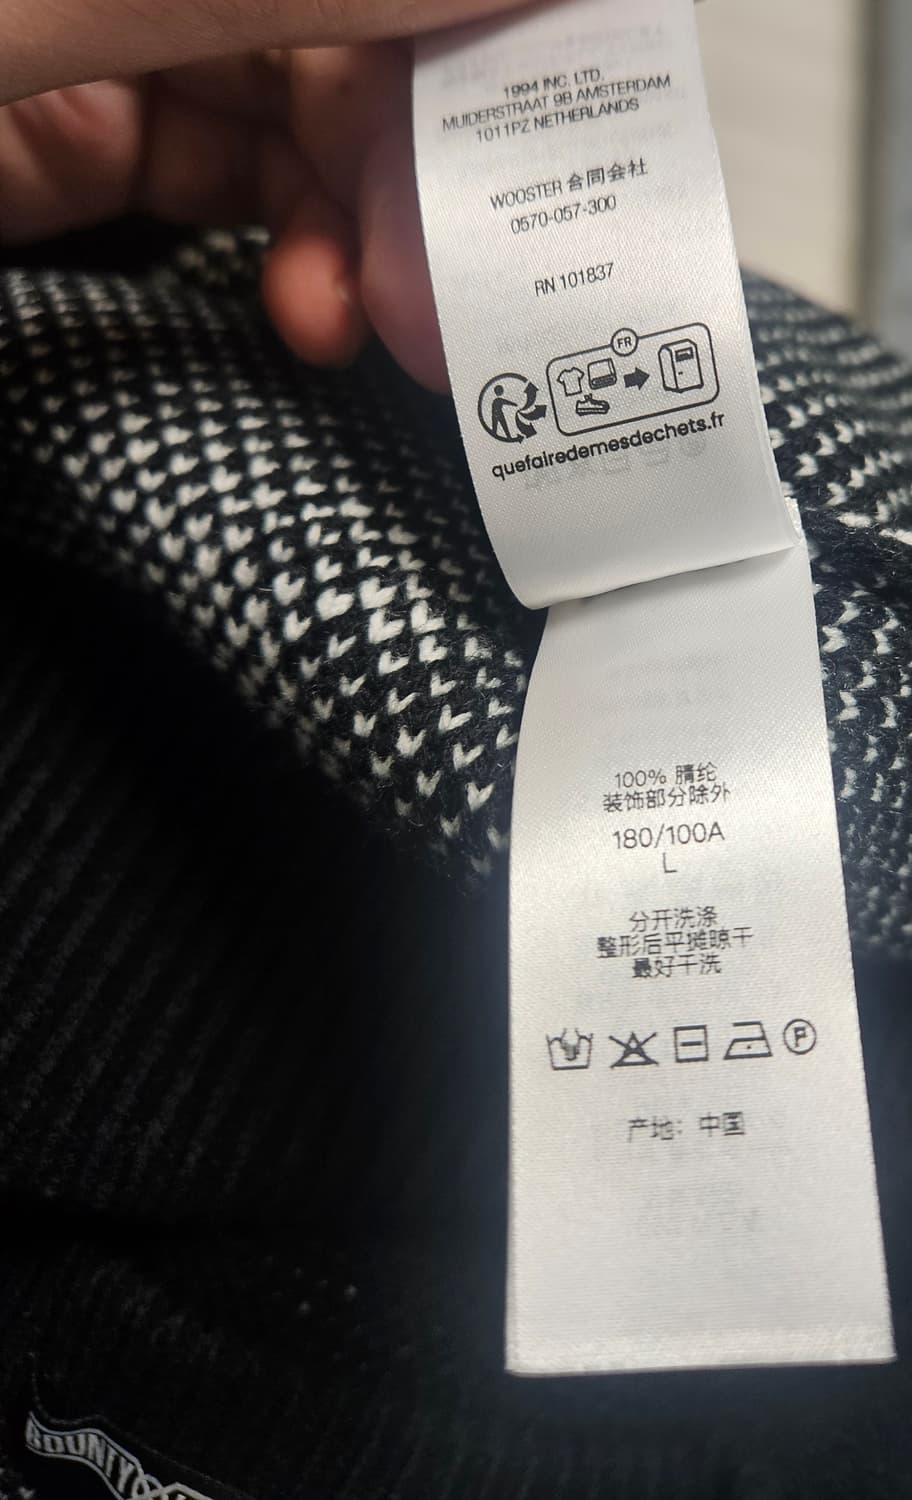 1994 INC. LTD.
MUIDERSTRAAT 9B AMSTERDAM
1011PZ NETHERLANDS
WOOSTER 合同会社
0570-057-300
RN 101837
FR
quefairedemesdechets.fr
100% 腈纶
装饰部分除外
180/100A
L
分开洗涤
整形后平摊晾干
最好干洗
P
产地：中国
BOUNTY